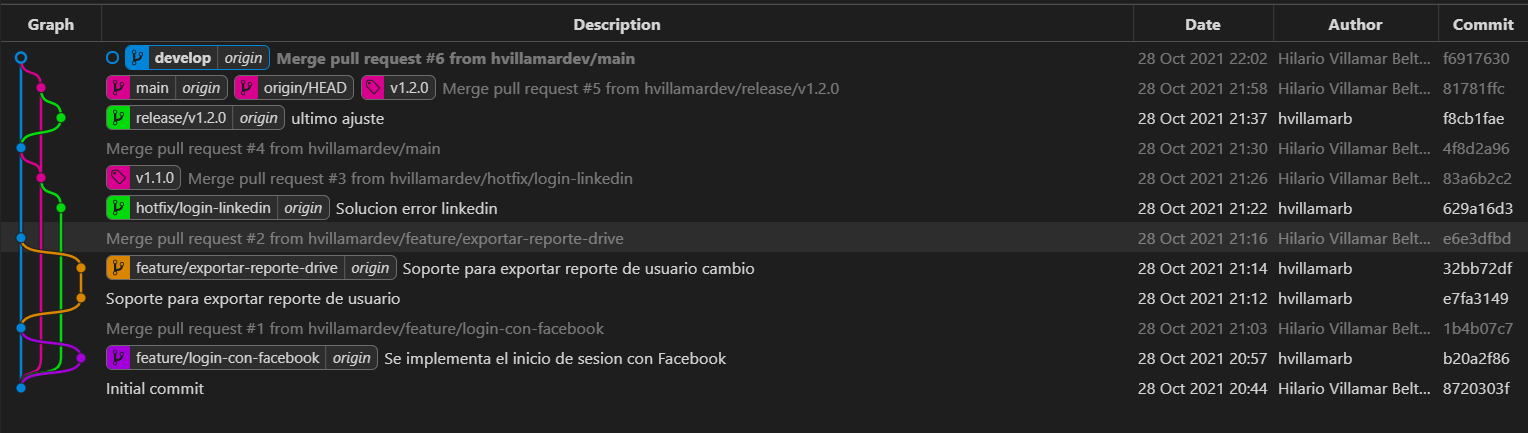 Graph Description Date Author Commit
develop origin Merge pull request #6 from hvillamardev/main 28 Oct 2021 22:02 Hilario Villamar Belt... f6917630
main origin origin/HEAD v1.2.0 Merge pull request #5 from hvillamardev/release/v1.2.0 28 Oct 2021 21:58 Hilario Villamar Belt... 81781ffc
release/v1.2.0 origin ultimo ajuste 28 Oct 2021 21:37 hvillamarb f8cb1fae
Merge pull request #4 from hvillamardev/main 28 Oct 2021 21:30 Hilario Villamar Belt... 4f8d2a96
v1.1.0 Merge pull request #3 from hvillamardev/hotfix/login-linkedin 28 Oct 2021 21:26 Hilario Villamar Belt... 83a6b2c2
hotfix/login-linkedin origin Solucion error linkedin 28 Oct 2021 21:22 hvillamarb 629a16d3
Merge pull request #2 from hvillamardev/feature/exportar-reporte-drive 28 Oct 2021 21:16 Hilario Villamar Belt... e6e3dfbd
feature/exportar-reporte-drive origin Soporte para exportar reporte de usuario cambio 28 Oct 2021 21:14 hvillamarb 32bb72df
Soporte para exportar reporte de usuario 28 Oct 2021 21:12 hvillamarb e7fa3149
Merge pull request #1 from hvillamardev/feature/login-con-facebook 28 Oct 2021 21:03 Hilario Villamar Belt... 1b4b07c7
feature/login-con-facebook origin Se implementa el inicio de sesion con Facebook 28 Oct 2021 20:57 hvillamarb b20a2f86
Initial commit 28 Oct 2021 20:44 Hilario Villamar Belt... 8720303f